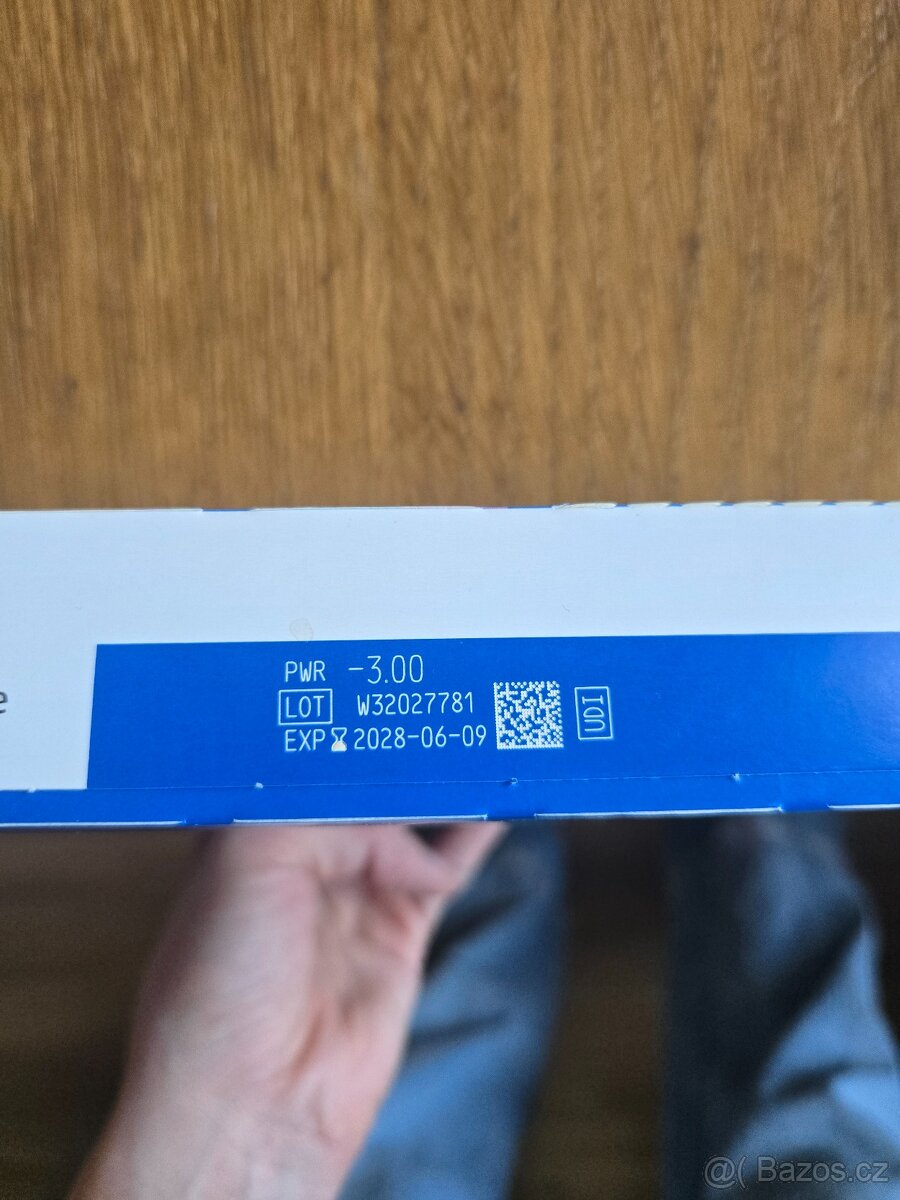 e
PWR -3.00
LOT W32027781
EXP 2028-06-09
@( Bazos.cz